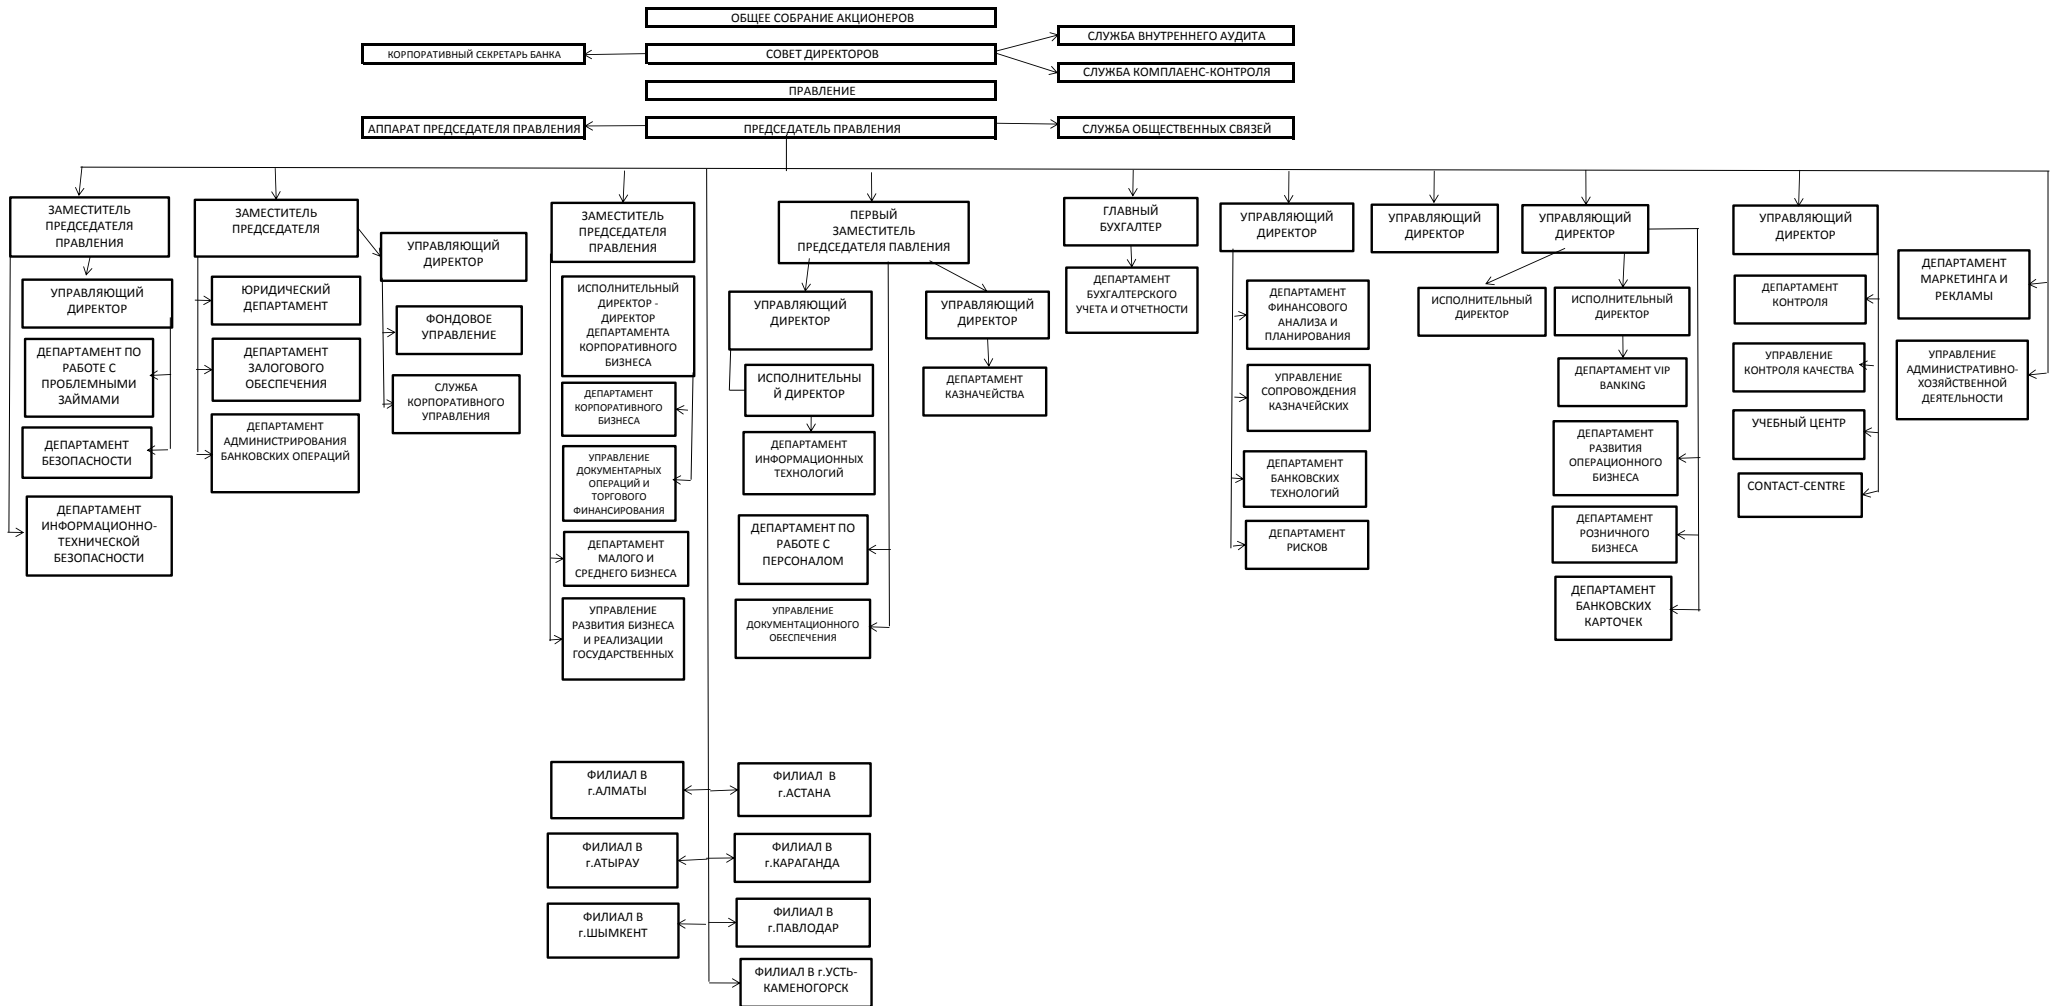 ОБЩЕЕ СОБРАНИЕ АКЦИОНЕРОВ
КОРПОРАТИВНЫЙ СЕКРЕТАРЬ БАНКА
СОВЕТ ДИРЕКТОРОВ
СЛУЖБА ВНУТРЕННЕГО АУДИТА
СЛУЖБА КОМПЛАЕНС-КОНТРОЛЯ
ПРАВЛЕНИЕ
АППАРАТ ПРЕДСЕДАТЕЛЯ ПРАВЛЕНИЯ
ПРЕДСЕДАТЕЛЬ ПРАВЛЕНИЯ
СЛУЖБА ОБЩЕСТВЕННЫХ СВЯЗЕЙ
ЗАМЕСТИТЕЛЬ
ПРЕДСЕДАТЕЛЯ
ПРАВЛЕНИЯ
УПРАВЛЯЮЩИЙ
ДИРЕКТОР
ДЕПАРТАМЕНТ ПО
РАБОТЕ С
ПРОБЛЕМНЫМИ
ЗАЙМАМИ
ДЕПАРТАМЕНТ
БЕЗОПАСНОСТИ
ДЕПАРТАМЕНТ
ИНФОРМАЦИОННО-
ТЕХНИЧЕСКОЙ
БЕЗОПАСНОСТИ
ЗАМЕСТИТЕЛЬ
ПРЕДСЕДАТЕЛЯ
ЮРИДИЧЕСКИЙ
ДЕПАРТАМЕНТ
ДЕПАРТАМЕНТ
ЗАЛОГОВОГО
ОБЕСПЕЧЕНИЯ
ДЕПАРТАМЕНТ
АДМИНИСТРИРОВАНИЯ
БАНКОВСКИХ ОПЕРАЦИЙ
УПРАВЛЯЮЩИЙ
ДИРЕКТОР
ФОНДОВОЕ
УПРАВЛЕНИЕ
СЛУЖБА
КОРПОРАТИВНОГО
УПРАВЛЕНИЯ
ЗАМЕСТИТЕЛЬ
ПРЕДСЕДАТЕЛЯ
ПРАВЛЕНИЯ
ИСПОЛНИТЕЛЬНЫЙ
ДИРЕКТОР -
ДИРЕКТОР
ДЕПАРТАМЕНТА
КОРПОРАТИВНОГО
БИЗНЕСА
ДЕПАРТАМЕНТ
КОРПОРАТИВНОГО
БИЗНЕСА
УПРАВЛЕНИЕ
ДОКУМЕНТАРНЫХ
ОПЕРАЦИЙ И
ТОРГОВОГО
ФИНАНСИРОВАНИЯ
ДЕПАРТАМЕНТ
МАЛОГО И
СРЕДНЕГО БИЗНЕСА
УПРАВЛЕНИЕ
РАЗВИТИЯ БИЗНЕСА
И РЕАЛИЗАЦИИ
ГОСУДАРСТВЕННЫХ
ПЕРВЫЙ
ЗАМЕСТИТЕЛЬ
ПРЕДСЕДАТЕЛЯ ПАВЛЕНИЯ
УПРАВЛЯЮЩИЙ
ДИРЕКТОР
ИСПОЛНИТЕЛЬНЫ
Й ДИРЕКТОР
ДЕПАРТАМЕНТ
ИНФОРМАЦИОННЫХ
ТЕХНОЛОГИЙ
ДЕПАРТАМЕНТ ПО
РАБОТЕ С
ПЕРСОНАЛОМ
УПРАВЛЕНИЕ
ДОКУМЕНТАЦИОННОГО
ОБЕСПЕЧЕНИЯ
УПРАВЛЯЮЩИЙ
ДИРЕКТОР
ДЕПАРТАМЕНТ
КАЗНАЧЕЙСТВА
ГЛАВНЫЙ
БУХГАЛТЕР
ДЕПАРТАМЕНТ
БУХГАЛТЕРСКОГО
УЧЕТА И ОТЧЕТНОСТИ
УПРАВЛЯЮЩИЙ
ДИРЕКТОР
ДЕПАРТАМЕНТ
ФИНАНСОВОГО
АНАЛИЗА И
ПЛАНИРОВАНИЯ
УПРАВЛЕНИЕ
СОПРОВОЖДЕНИЯ
КАЗНАЧЕЙСКИХ
ДЕПАРТАМЕНТ
БАНКОВСКИХ
ТЕХНОЛОГИЙ
ДЕПАРТАМЕНТ
РИСКОВ
УПРАВЛЯЮЩИЙ
ДИРЕКТОР
УПРАВЛЯЮЩИЙ
ДИРЕКТОР
ИСПОЛНИТЕЛЬНЫЙ
ДИРЕКТОР
ИСПОЛНИТЕЛЬНЫЙ
ДИРЕКТОР
ДЕПАРТАМЕНТ VIP
BANKING
ДЕПАРТАМЕНТ
РАЗВИТИЯ
ОПЕРАЦИОННОГО
БИЗНЕСА
ДЕПАРТАМЕНТ
РОЗНИЧНОГО
БИЗНЕСА
ДЕПАРТАМЕНТ
БАНКОВСКИХ
КАРТОЧЕК
УПРАВЛЯЮЩИЙ
ДИРЕКТОР
ДЕПАРТАМЕНТ
КОНТРОЛЯ
УПРАВЛЕНИЕ
КОНТРОЛЯ КАЧЕСТВА
УЧЕБНЫЙ ЦЕНТР
CONTACT-CENTRE
ДЕПАРТАМЕНТ
МАРКЕТИНГА И
РЕКЛАМЫ
УПРАВЛЕНИЕ
АДМИНИСТРАТИВНО-
ХОЗЯЙСТВЕННОЙ
ДЕЯТЕЛЬНОСТИ
ФИЛИАЛ В
г.АЛМАТЫ
ФИЛИАЛ В
г.АСТАНА
ФИЛИАЛ В
г.АТЫРАУ
ФИЛИАЛ В
г.КАРАГАНДА
ФИЛИАЛ В
г.ШЫМКЕНТ
ФИЛИАЛ В
г.ПАВЛОДАР
ФИЛИАЛ В г.УСТЬ-
КАМЕНОГОРСК